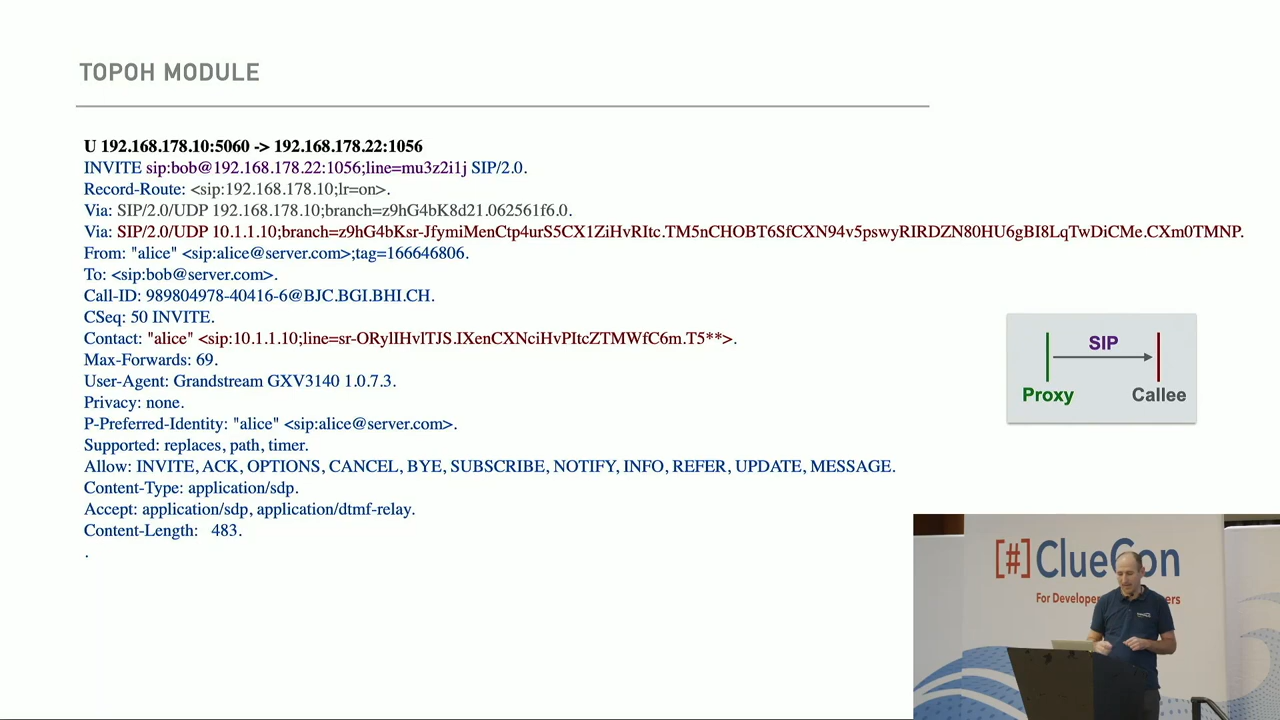 TOPOH MODULE
U 192.168.178.10:5060 -> 192.168.178.22:1056
INVITE sip:bob@192.168.178.22:1056;line=mu3z2i1j SIP/2.0.
Record-Route: <sip:192.168.178.10;lr=on>.
Via: SIP/2.0/UDP 192.168.178.10;branch=z9hG4bK8d21.062561f6.0.
Via: SIP/2.0/UDP 10.1.1.10;branch=z9hG4bKsr-JfymiMenCtp4urS5CX1ZiHvRItc.TM5nCHOBT6SfCXN94v5pswyRIRDZN80HU6gBI8LqTwDiCMe.CXm0TMNP.
From: "alice" <sip:alice@server.com>;tag=166646806.
To: <sip:bob@server.com>.
Call-ID: 989804978-40416-6@BJC.BGI.BHI.CH.
CSeq: 50 INVITE.
Contact: "alice" <sip:10.1.1.10;line=sr-ORylIHvlTJS.IXenCXNciHvPItcZTMWfC6m.T5**>.
Max-Forwards: 69.
User-Agent: Grandstream GXV3140 1.0.7.3.
Privacy: none.
P-Preferred-Identity: "alice" <sip:alice@server.com>.
Supported: replaces, path, timer.
Allow: INVITE, ACK, OPTIONS, CANCEL, BYE, SUBSCRIBE, NOTIFY, INFO, REFER, UPDATE, MESSAGE.
Content-Type: application/sdp.
Accept: application/sdp, application/dtmf-relay.
Content-Length: 483.
.
SIP
Proxy Callee
[#] ClueCon
For